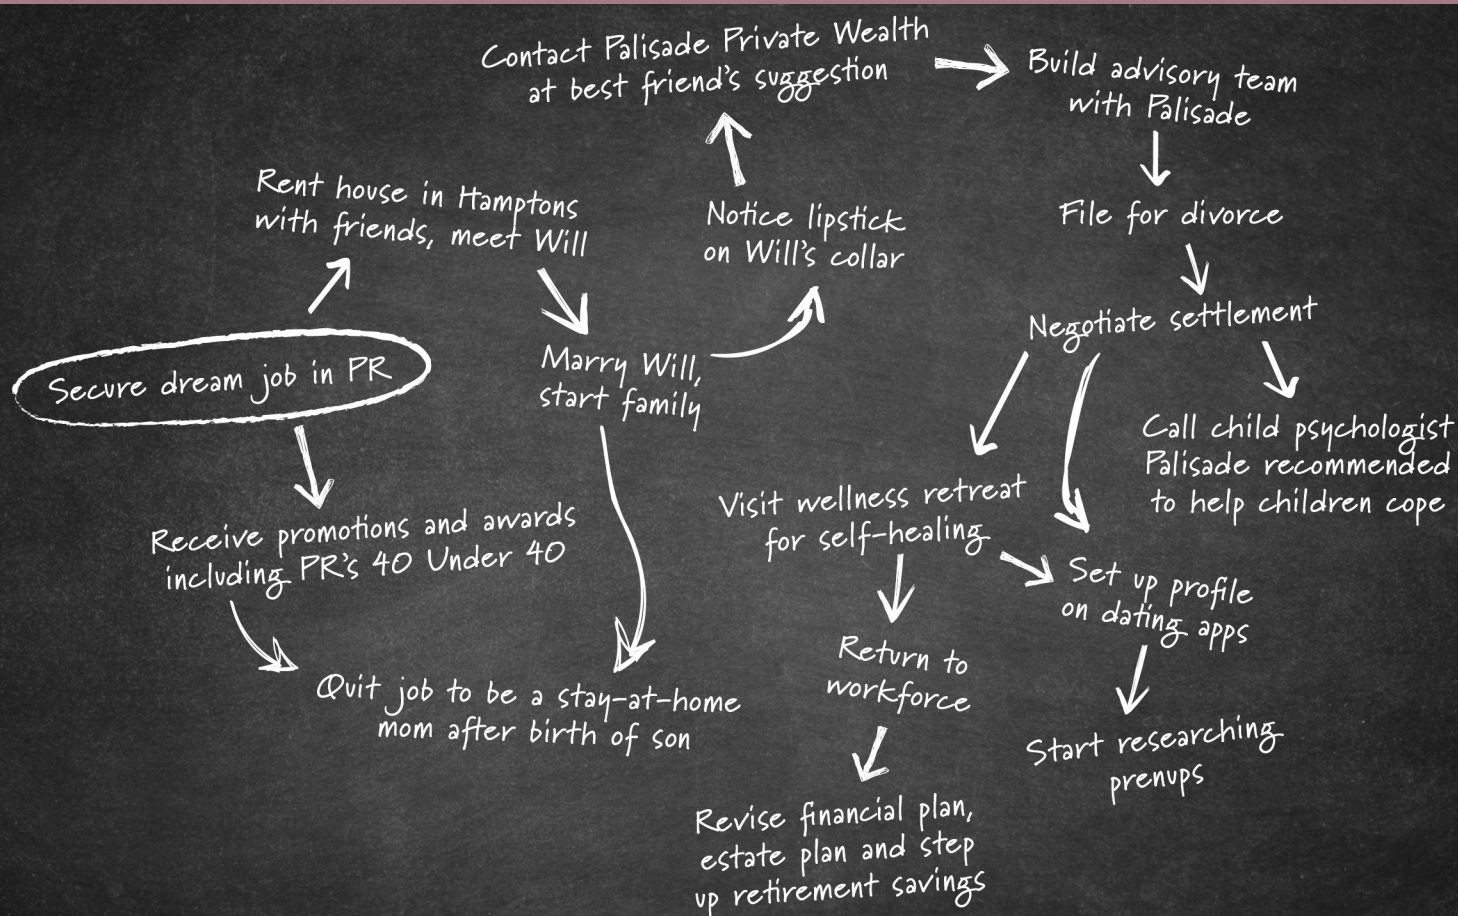 Contact Palisade Private Wealth
at best friend's suggestion
Build advisory team
with Palisade
Rent house in Hamptons
with friends, meet Will
Notice lipstick
on Will's collar
File for divorce
Secure dream job in PR
Marry Will,
start family
Negotiate settlement
Call child psychologist
Palisade recommended
to help children cope
Visit wellness retreat
for self-healing
Receive promotions and awards
including PR's 40 Under 40
Set up profile
on dating apps
Return to
workforce
Quit job to be a stay-at-home
mom after birth of son
Start researching
prenups
Revise financial plan,
estate plan and step
up retirement savings